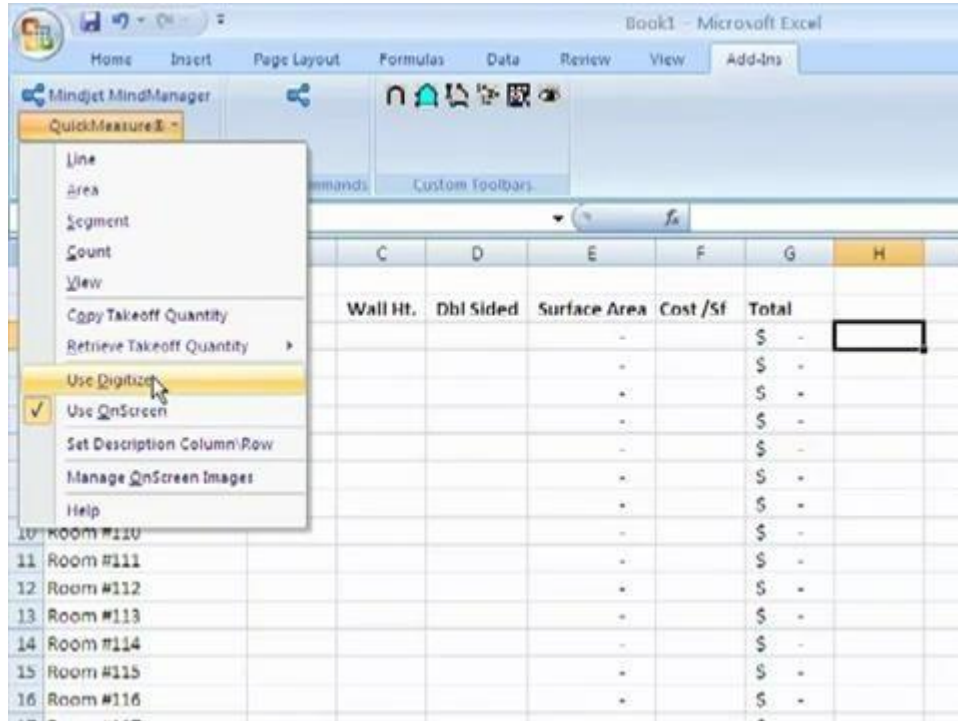 Book1 - Microsoft Excel
Home Insert Page Layout Formulas Data Review View Add-Ins
Mindjet MindManager
QuickMeasure®
Line
Area
Segment
Count
View
Copy Takeoff Quantity
Retrieve Takeoff Quantity
Use Digitizer
Use OnScreen
Set Description Column\Row
Manage OnScreen Images
Help
Custom Toolbars
fx
C D E F G H
Wall Ht. Dbl Sided Surface Area Cost /Sf Total
- $ -
- $ -
- $ -
- $ -
- $ -
- $ -
- $ -
10 Room #110 - $ -
11 Room #111 - $ -
12 Room #112 - $ -
13 Room #113 - $ -
14 Room #114 - $ -
15 Room #115 - $ -
16 Room #116 - $ -